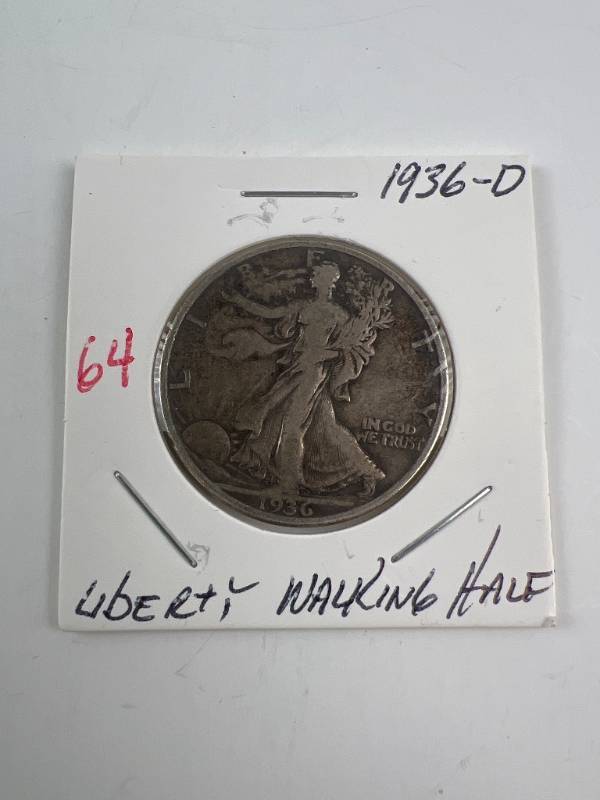 1936-D
LIBERTY
64
IN GOD
WE TRUST
1936
LIBERTY WALKING HALF